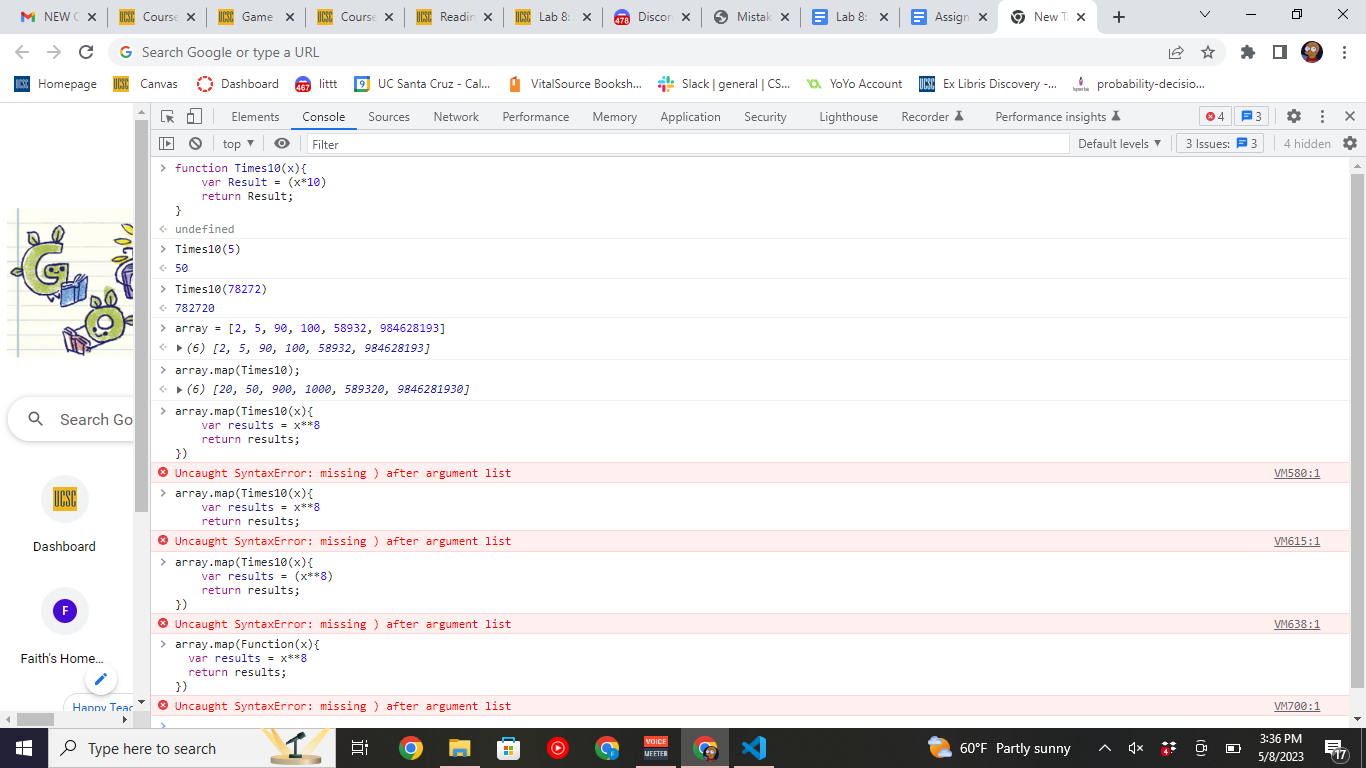 NEW C
UCSC Course
UCSC Game
UCSC Course
UCSC Readin
UCSC Lab 8:
478 Discor
Mistak
Lab 8:
Assign
New T
Search Google or type a URL
UCSC Homepage
UCSC Canvas
Dashboard
467 littt
9 UC Santa Cruz - Cal...
VitalSource Booksh...
Slack | general | CS...
YoYo Account
UCSC Ex Libris Discovery -...
probability-decisio...
Elements Console Sources Network Performance Memory Application Security Lighthouse Recorder Performance insights 4 3
top Filter Default levels 3 Issues: 3 4 hidden
function Times10(x){
var Result = (x*10)
return Result;
}
undefined
Times10(5)
50
Times10(78272)
782720
array = [2, 5, 90, 100, 58932, 984628193]
(6) [2, 5, 90, 100, 58932, 984628193]
array.map(Times10);
(6) [20, 50, 900, 1000, 589320, 9846281930]
array.map(Times10(x){
var results = x**8
return results;
})
Uncaught SyntaxError: missing ) after argument list VM580:1
array.map(Times10(x){
var results = x**8
return results;
Uncaught SyntaxError: missing ) after argument list VM615:1
array.map(Times10(x){
var results = (x**8)
return results;
})
Uncaught SyntaxError: missing ) after argument list VM638:1
array.map(Function(x){
var results = x**8
return results;
})
Uncaught SyntaxError: missing ) after argument list VM700:1
G
Search Go
UCSC
Dashboard
F
Faith's Home...
Happy Teac
Type here to search
VOICE
MEETER
60°F Partly sunny
4
3:36 PM
5/8/2023
17